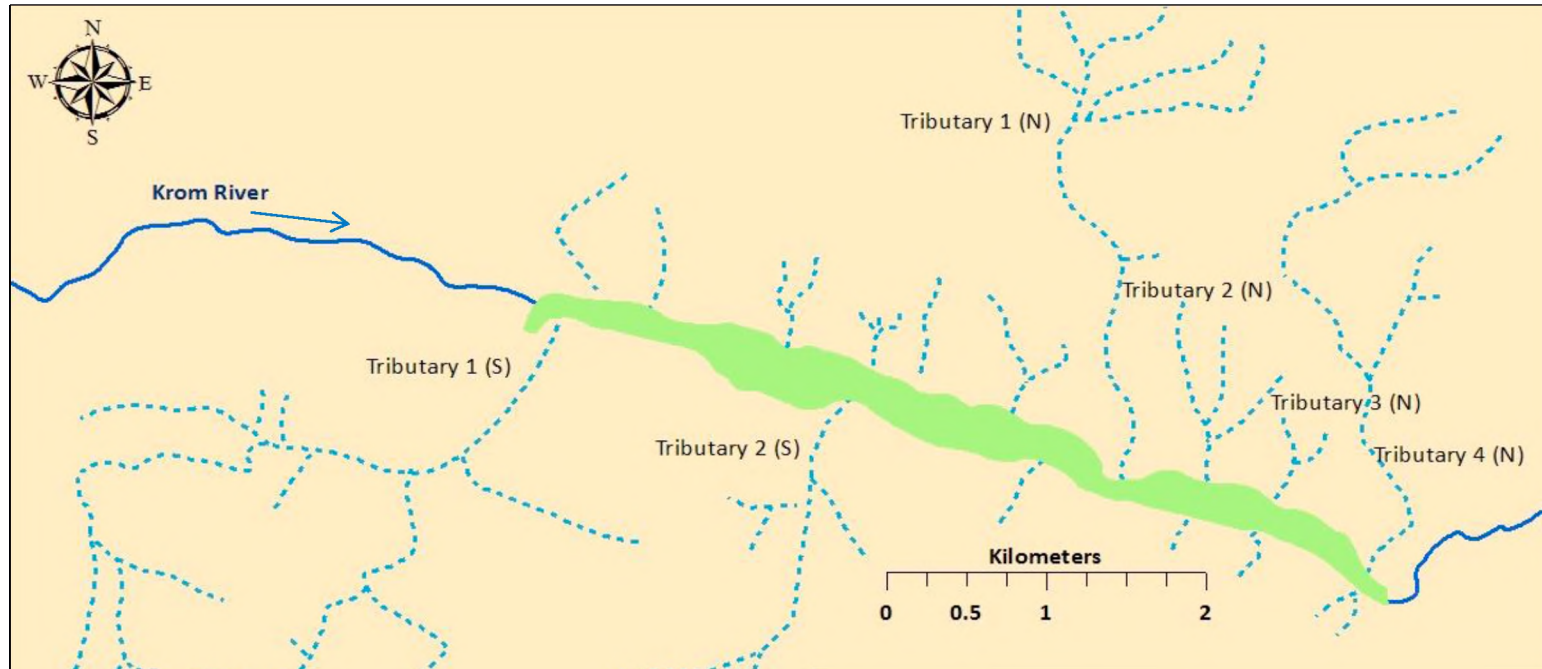 N
W E
S
Krom River
Tributary 1 (N)
Tributary 2 (N)
Tributary 1 (S)
Tributary 3 (N)
Tributary 2 (S)
Tributary 4 (N)
Kilometers
0 0.5 1 2